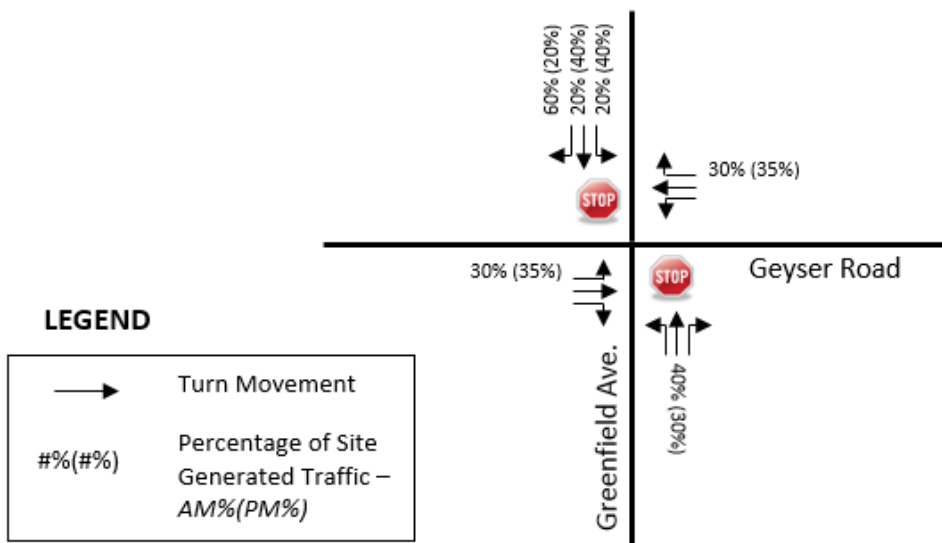 60% (20%)
20% (40%)
20% (40%)
30% (35%)
STOP
30% (35%)
STOP
Geyser Road
40% (30%)
Greenfield Ave.
LEGEND
Turn Movement
#%(#%)
Percentage of Site
Generated Traffic –
AM%(PM%)